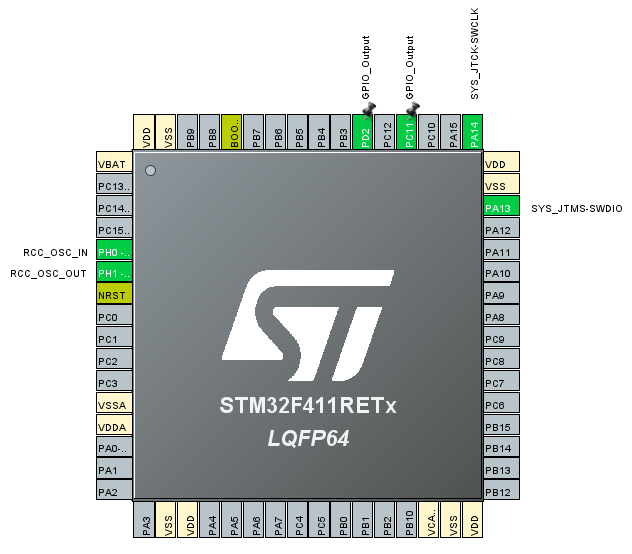 GPIO_Output
GPIO_Output
SYS_JTCK-SWCLK
VDD
VSS
PB9
PB8
BOO..
PB7
PB6
PB5
PB4
PB3
PD2
PC12
PC11
PC10
PA15
PA14
VBAT
PC13..
PC14..
PC15..
RCC_OSC_IN PH0 -..
RCC_OSC_OUT PH1 -..
NRST
PC0
PC1
PC2
PC3
VSSA
VDDA
PA0-..
PA1
PA2
VDD
VSS
PA13 SYS_JTMS-SWDIO
PA12
PA11
PA10
PA9
PA8
PC9
PC8
PC7
PC6
PB15
PB14
PB13
PB12
ST
STM32F411RETx
LQFP64
PA3
VSS
VDD
PA4
PA5
PA6
PA7
PC4
PC5
PB0
PB1
PB2
PB10
VCA..
VSS
VDD